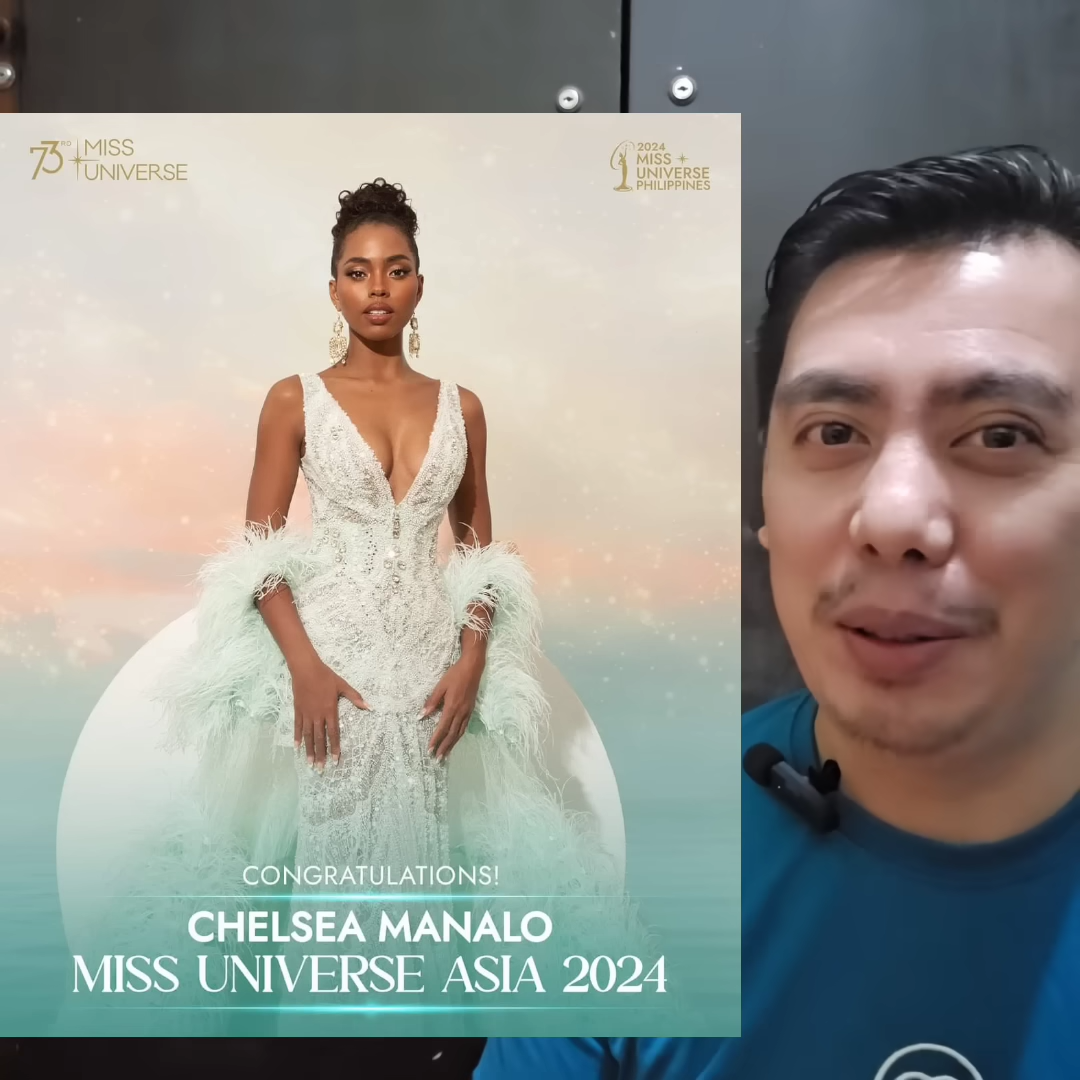 73RD MISS
UNIVERSE
2024
MISS
UNIVERSE
PHILIPPINES
CONGRATULATIONS!
CHELSEA MANALO
MISS UNIVERSE ASIA 2024